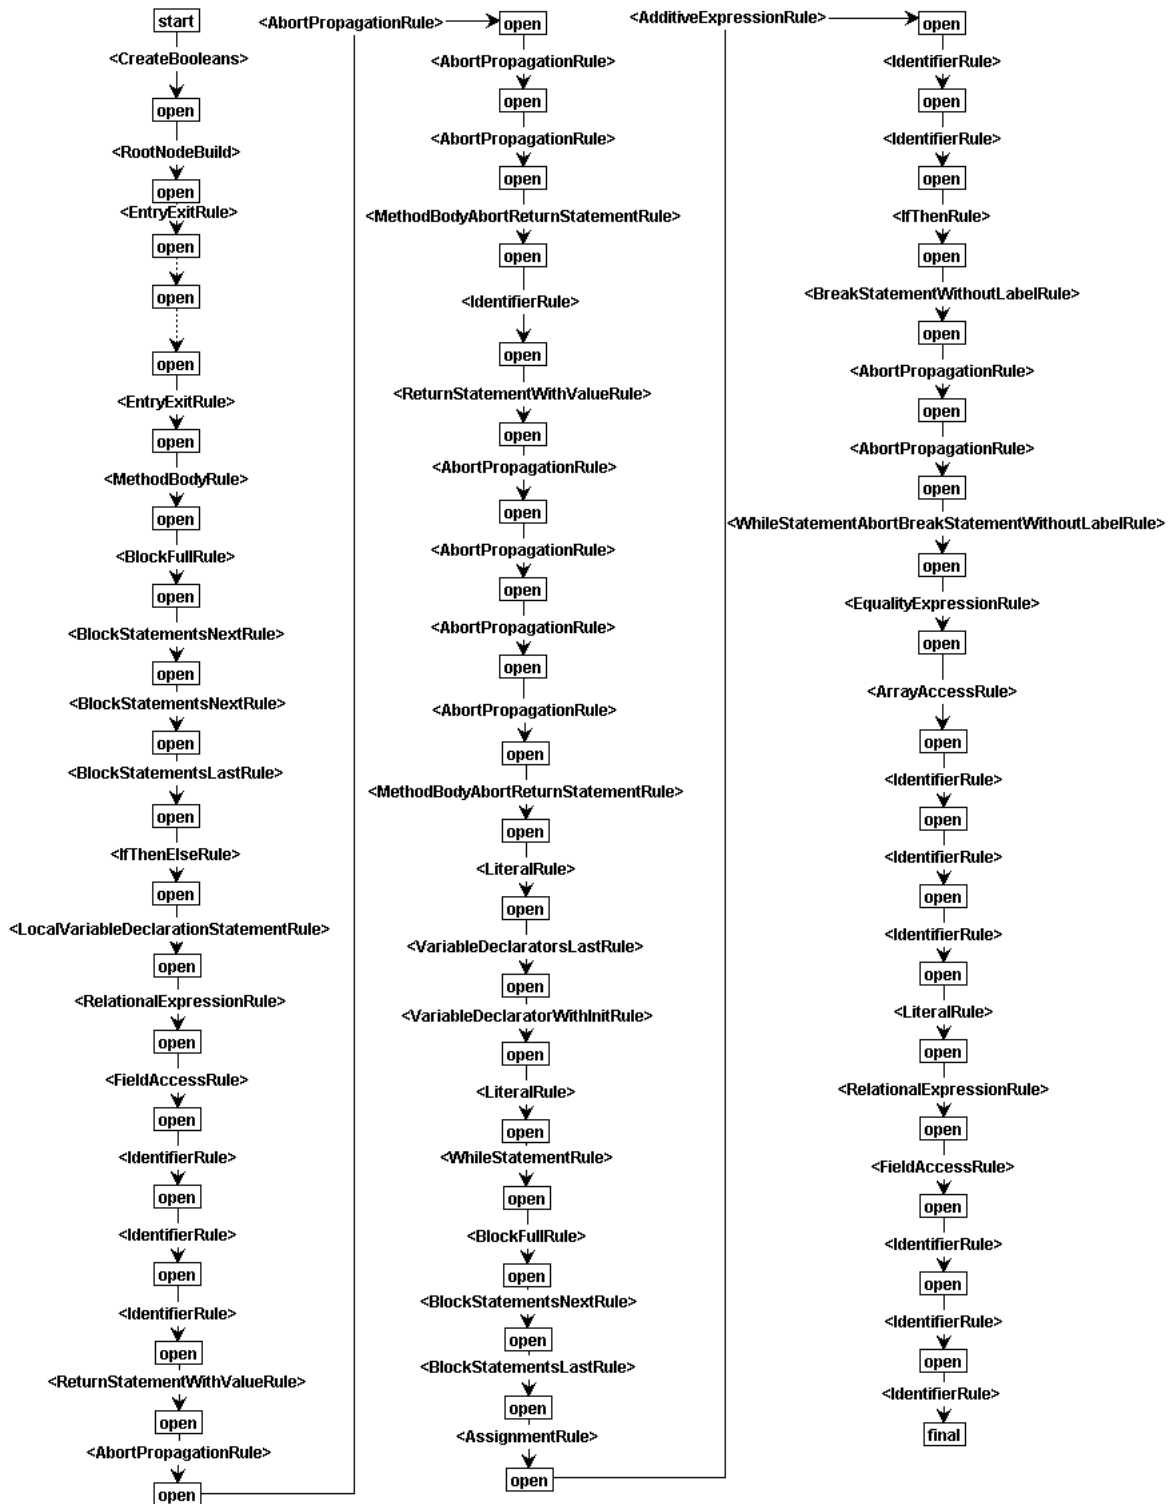 start
<CreateBooleans>
open
<RootNodeBuild>
open
<EntryExitRule>
open
open
open
<EntryExitRule>
open
<MethodBodyRule>
open
<BlockFullRule>
open
<BlockStatementsNextRule>
open
<BlockStatementsNextRule>
open
<BlockStatementsLastRule>
open
<IfThenElseRule>
open
<LocalVariableDeclarationStatementRule>
open
<RelationalExpressionRule>
open
<FieldAccessRule>
open
<IdentifierRule>
open
<IdentifierRule>
open
<IdentifierRule>
open
<ReturnStatementWithValueRule>
open
<AbortPropagationRule>
open
<AbortPropagationRule>
open
<AbortPropagationRule>
open
<AbortPropagationRule>
open
<MethodBodyAbortReturnStatementRule>
open
<IdentifierRule>
open
<ReturnStatementWithValueRule>
open
<AbortPropagationRule>
open
<AbortPropagationRule>
open
<AbortPropagationRule>
open
<AbortPropagationRule>
open
<MethodBodyAbortReturnStatementRule>
open
<LiteralRule>
open
<VariableDeclaratorsLastRule>
open
<VariableDeclaratorWithInitRule>
open
<LiteralRule>
open
<WhileStatementRule>
open
<BlockFullRule>
open
<BlockStatementsNextRule>
open
<BlockStatementsLastRule>
open
<AssignmentRule>
open
<AdditiveExpressionRule>
open
<IdentifierRule>
open
<IdentifierRule>
open
<IfThenRule>
open
<BreakStatementWithoutLabelRule>
open
<AbortPropagationRule>
open
<AbortPropagationRule>
open
<WhileStatementAbortBreakStatementWithoutLabelRule>
open
<EqualityExpressionRule>
open
<ArrayAccessRule>
open
<IdentifierRule>
open
<IdentifierRule>
open
<IdentifierRule>
open
<LiteralRule>
open
<RelationalExpressionRule>
open
<FieldAccessRule>
open
<IdentifierRule>
open
<IdentifierRule>
open
<IdentifierRule>
final